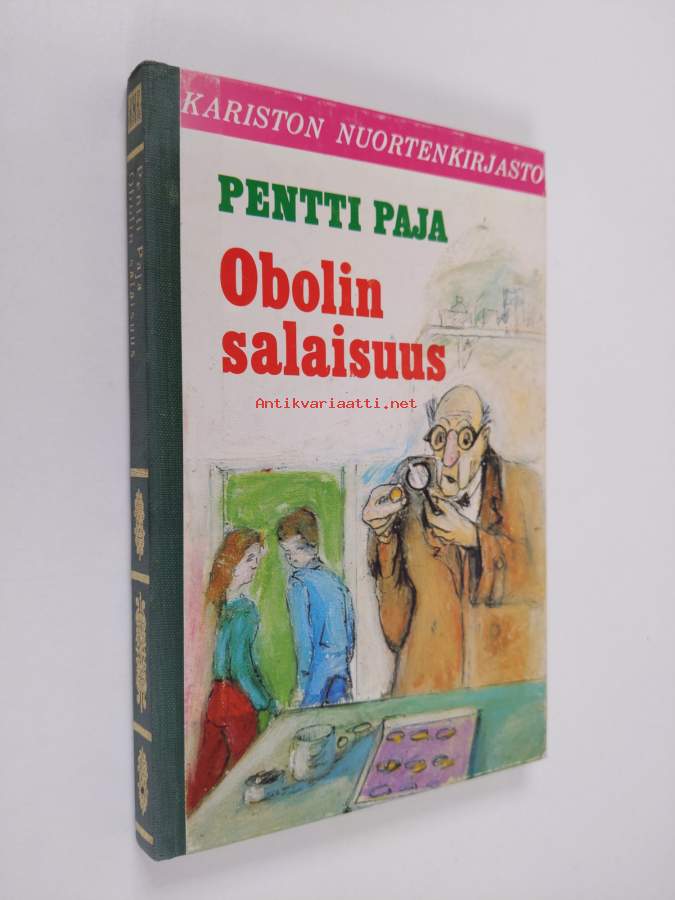 KARISTON NUORTENKIRJASTO
PENTTI PAJA
Obolin
salaisuus
Antikvariaatti.net
Pentti Paja
Obolin salaisuus